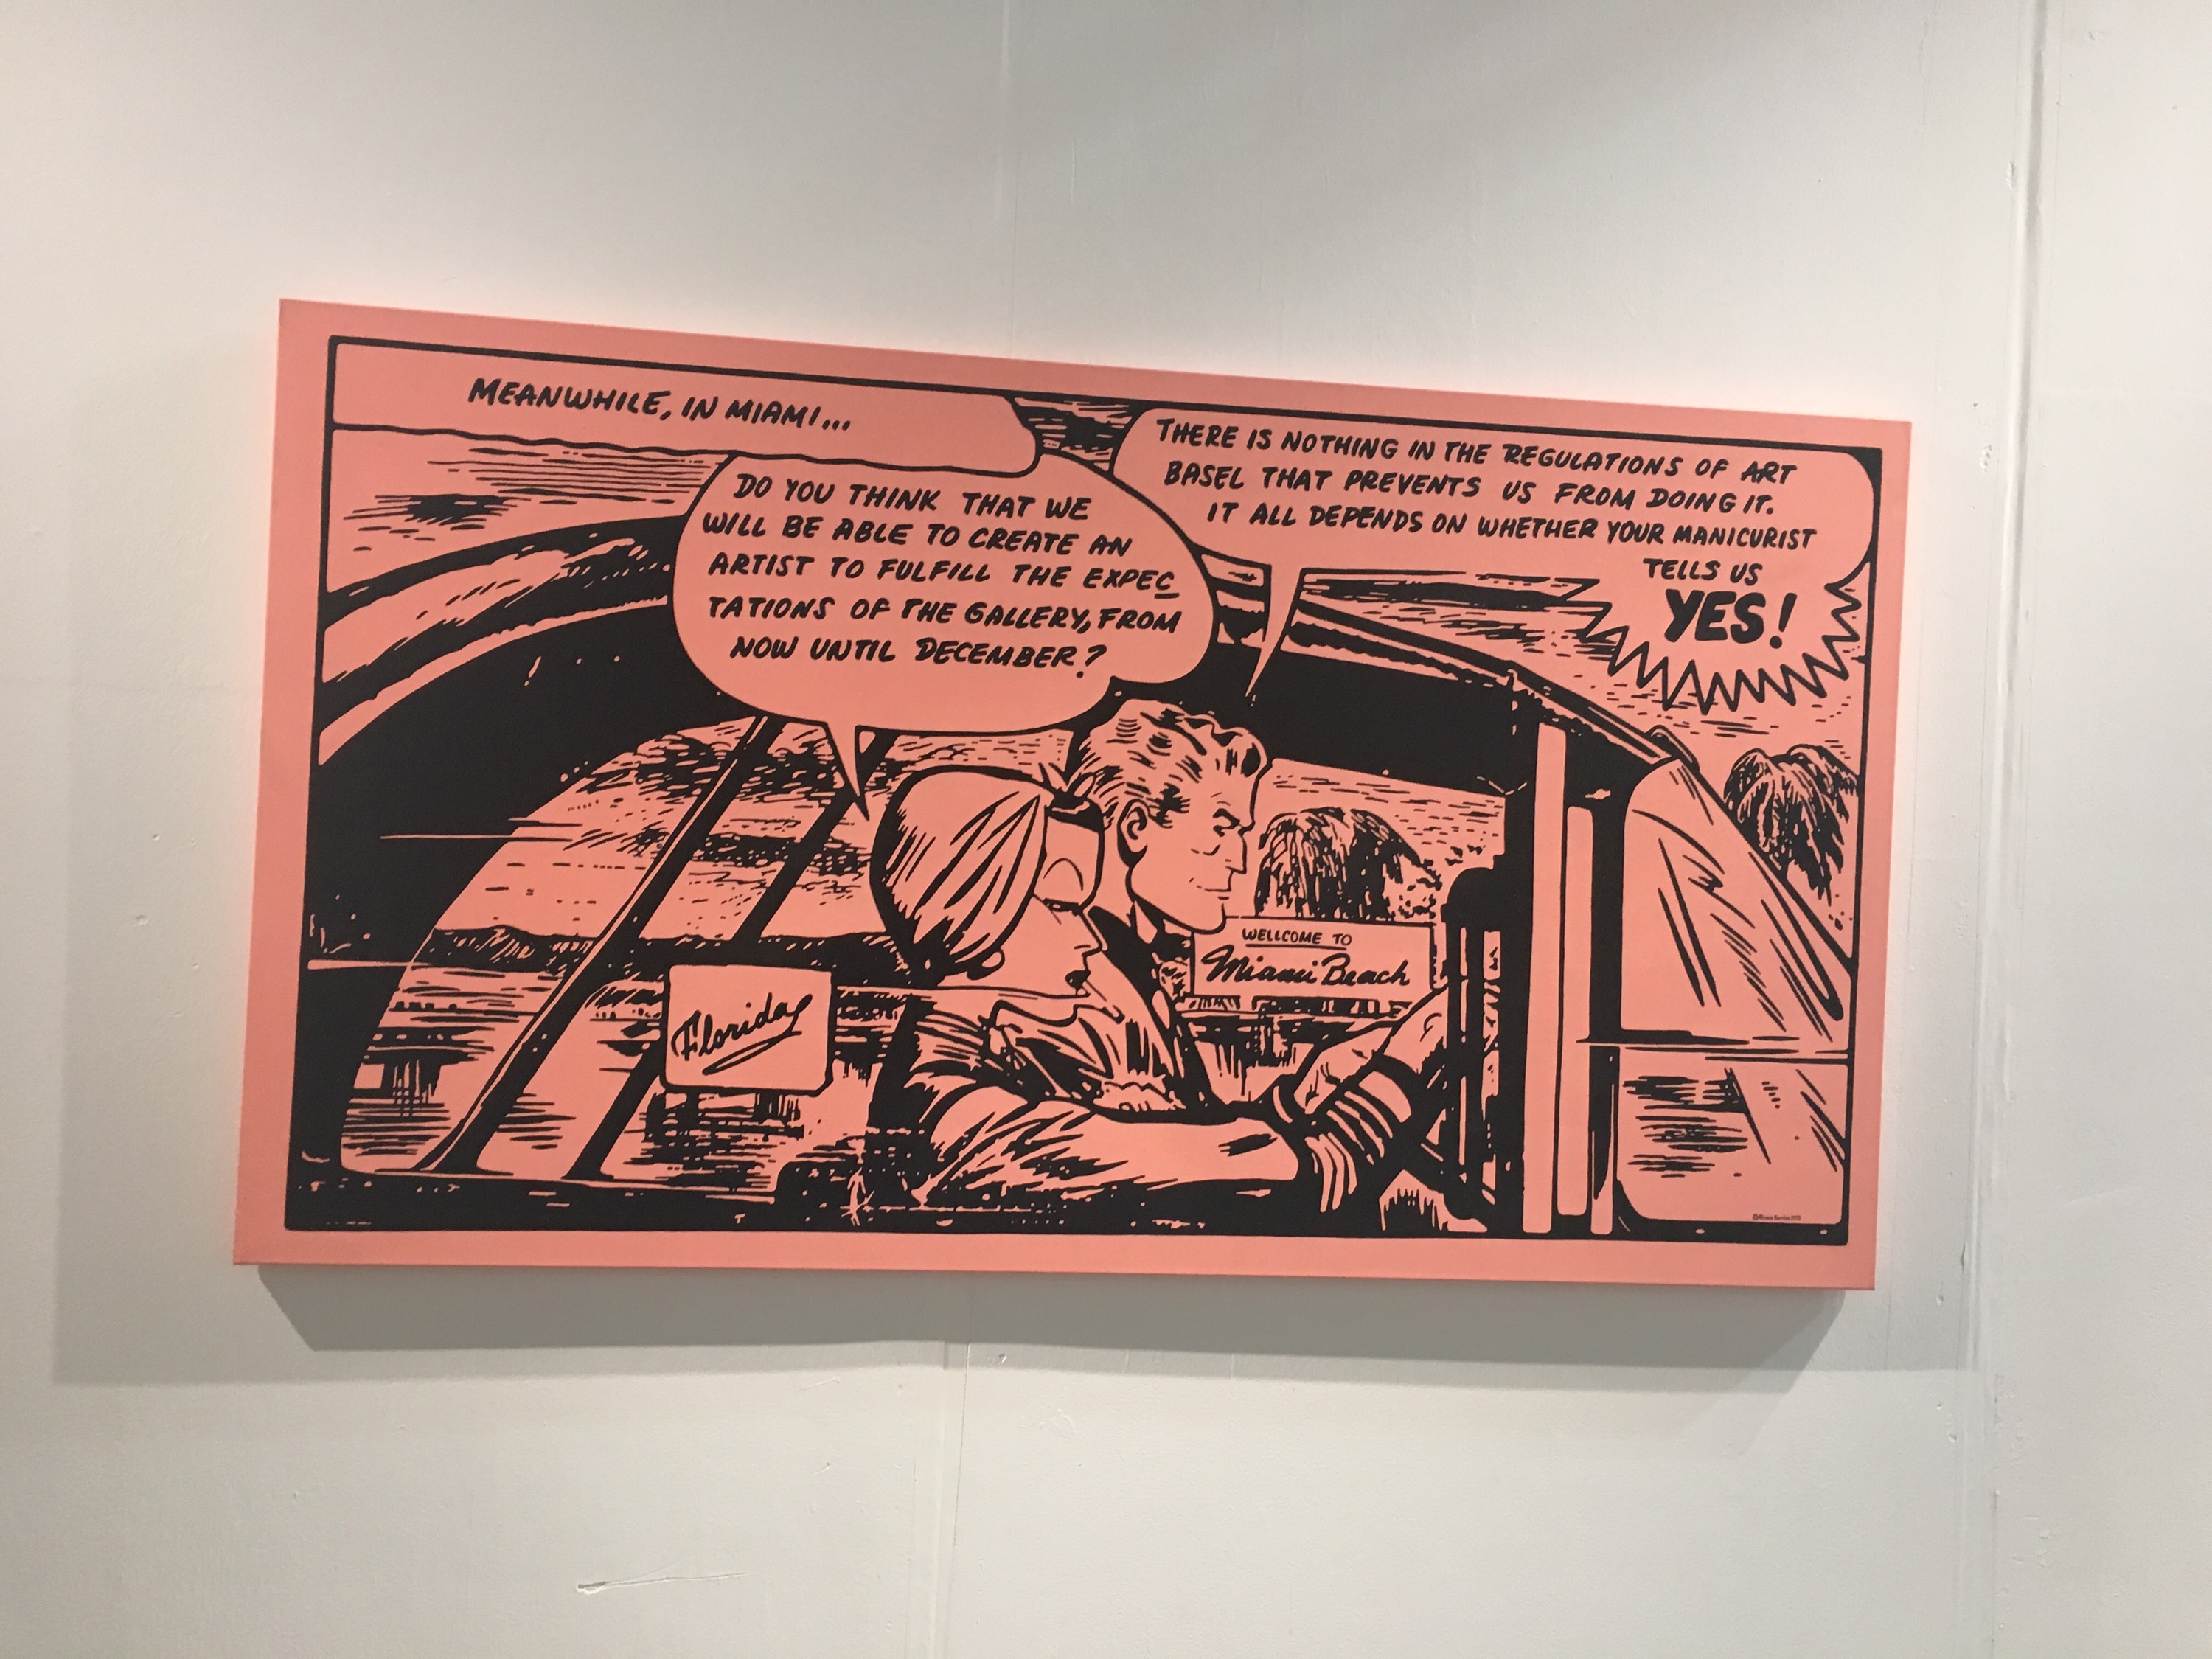 MEANWHILE, IN MIAMI...
DO YOU THINK THAT WE
WILL BE ABLE TO CREATE AN
ARTIST TO FULFILL THE EXPEC
TATIONS OF THE GALLERY, FROM
NOW UNTIL DECEMBER?
THERE IS NOTHING IN THE REGULATIONS OF ART
BASEL THAT PREVENTS US FROM DOING IT.
IT ALL DEPENDS ON WHETHER YOUR MANICURIST
TELLS US
YES!
WELLCOME TO
Miami Beach
Florida